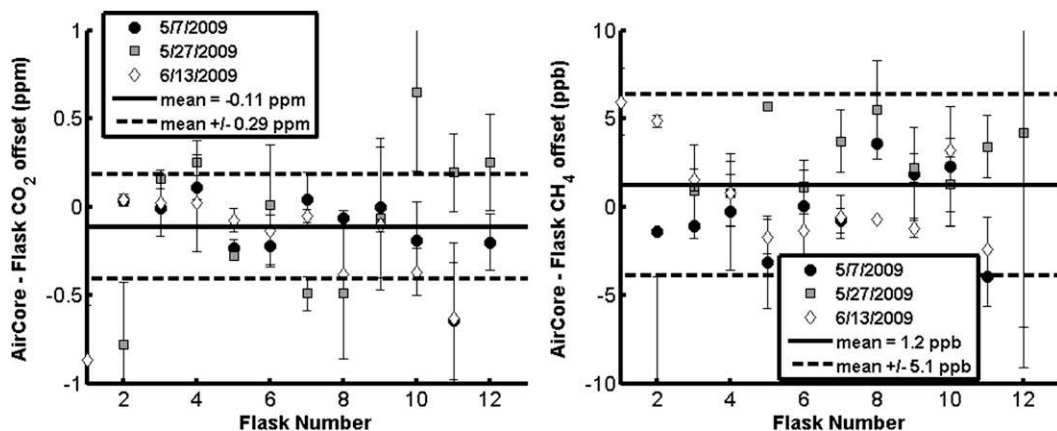 1
0.5
0
-0.5
-1
AirCore - Flask CO2 offset (ppm)
5/7/2009
5/27/2009
6/13/2009
mean = -0.11 ppm
mean +/- 0.29 ppm
2 4 6 8 10 12
Flask Number
10
5
0
-5
-10
AirCore - Flask CH4 offset (ppb)
5/7/2009
5/27/2009
6/13/2009
mean = 1.2 ppb
mean +/- 5.1 ppb
2 4 6 8 10 12
Flask Number